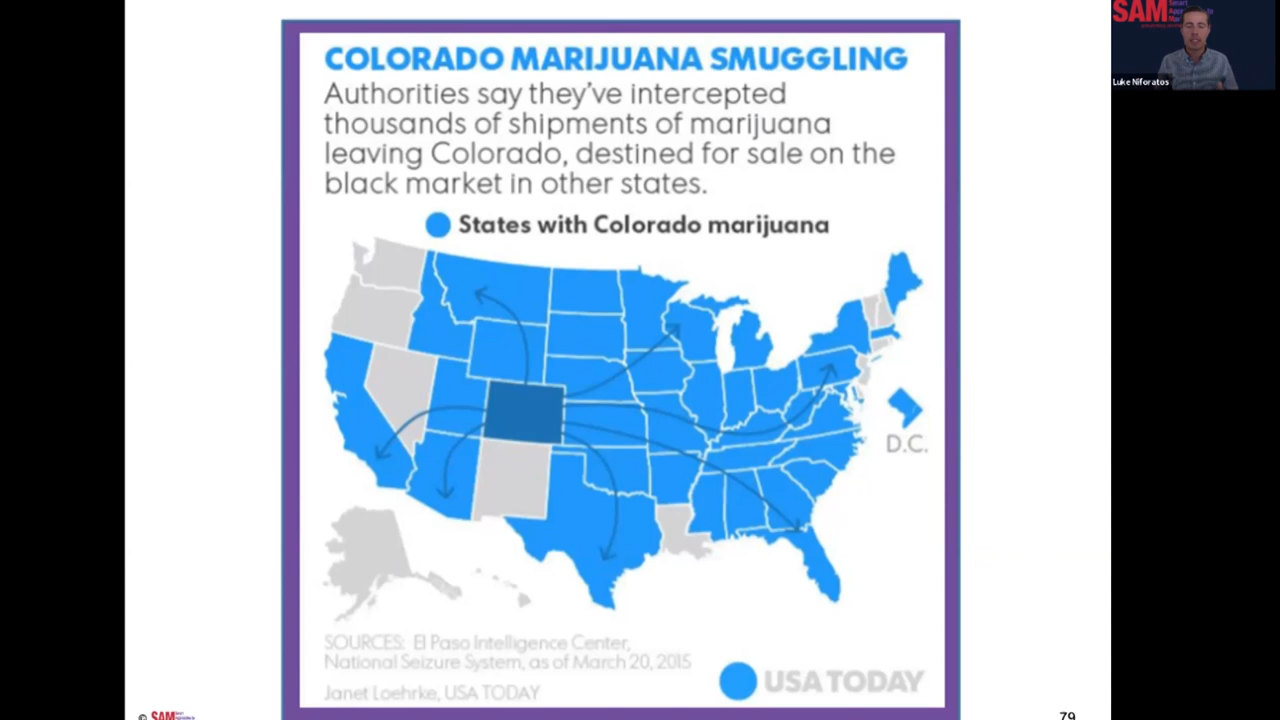 COLORADO MARIJUANA SMUGGLING
Authorities say they've intercepted
thousands of shipments of marijuana
leaving Colorado, destined for sale on the
black market in other states.
States with Colorado marijuana
D.C.
SOURCES: El Paso Intelligence Center,
National Seizure System, as of March 20, 2015
Janet Loehrke, USA TODAY
USA TODAY
© SAM
79
SAM
Smart
Luke Niforatos